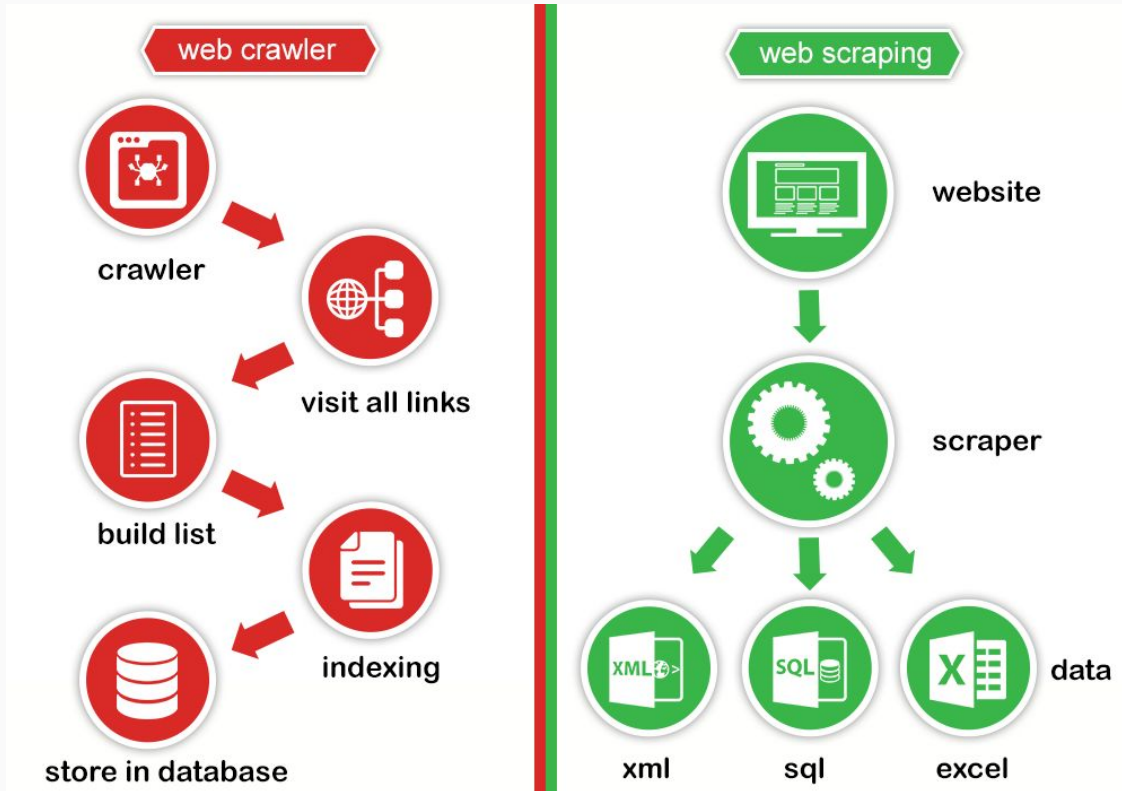 web crawler
crawler
visit all links
build list
indexing
store in database
web scraping
website
scraper
XML
SQL
X
data
xml
sql
excel